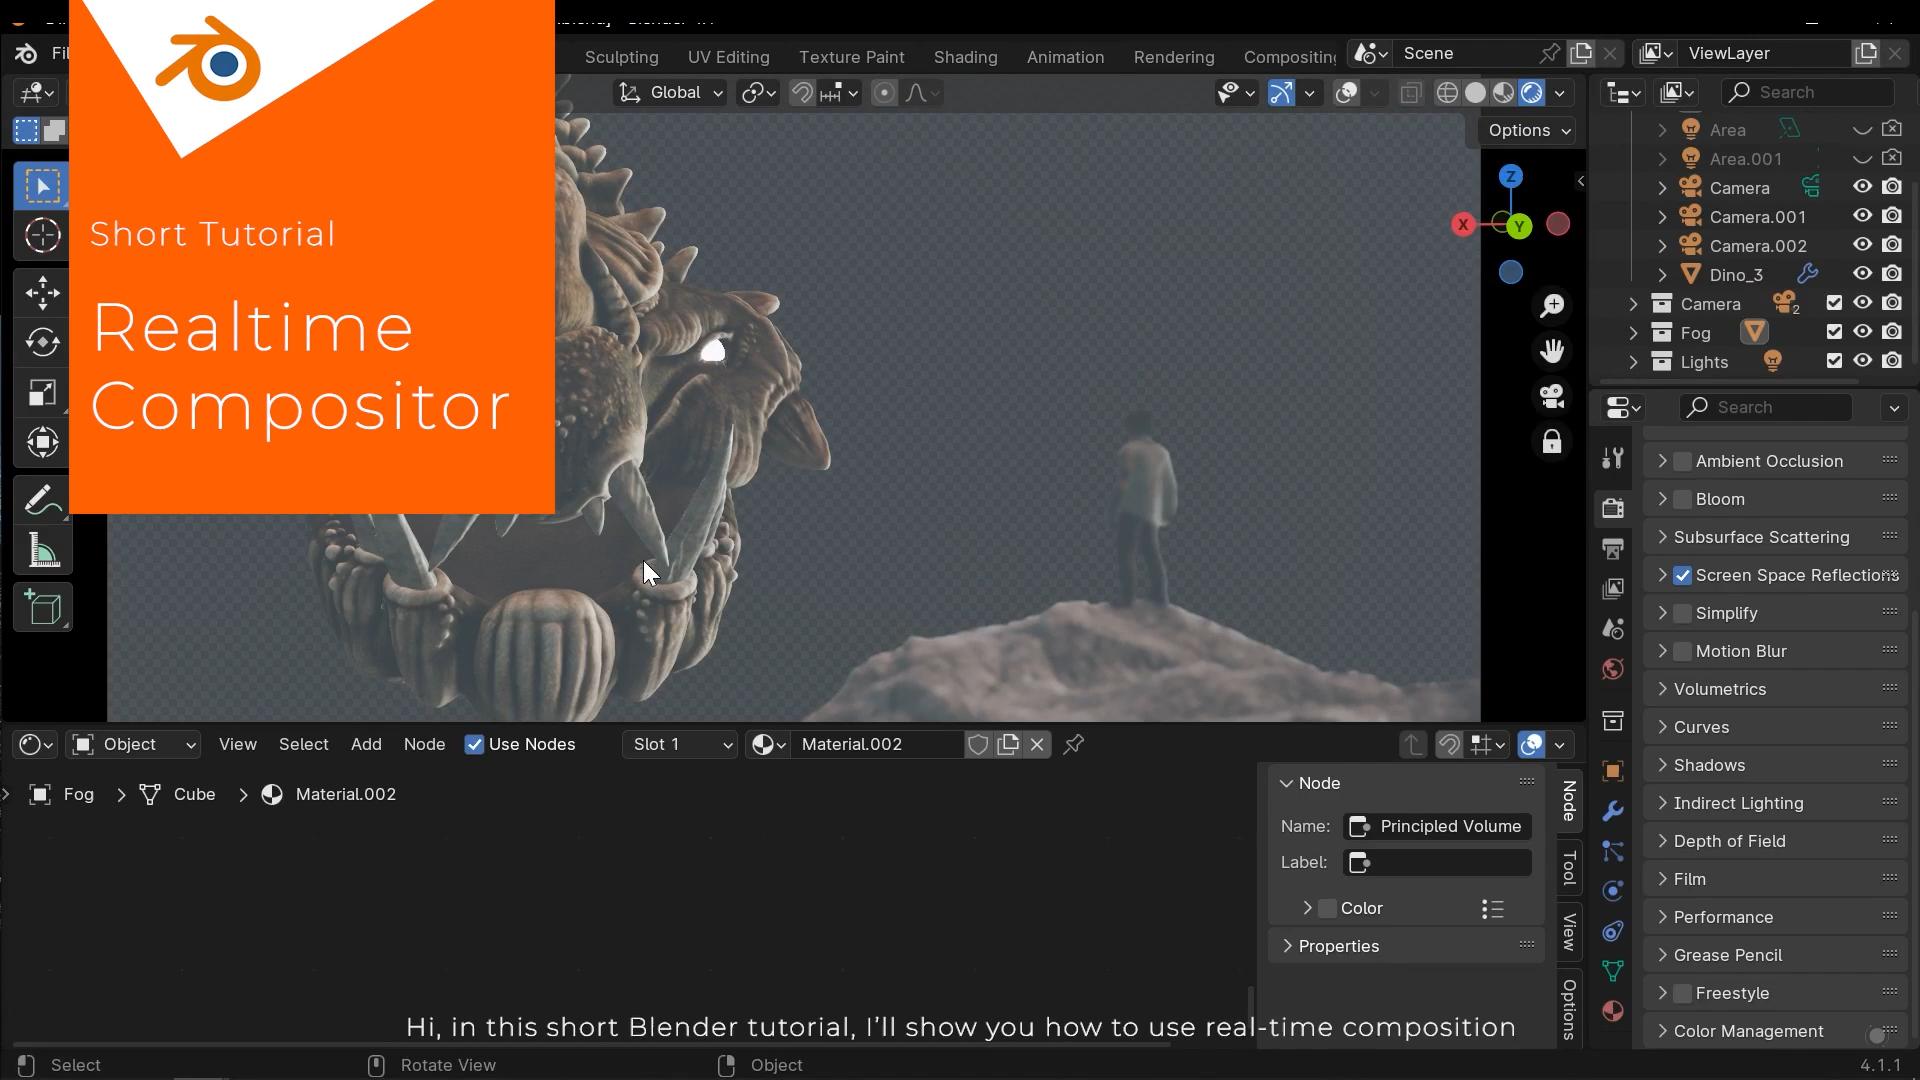 Sculpting
UV Editing
Texture Paint
Shading
Animation
Rendering
Scene
ViewLayer
Global
Search
Options
Z
X
Y
Short Tutorial
Realtime
Compositor
Area
Area.001
Camera
Camera.001
Camera.002
Dino_3
Camera
2
Fog
Lights
Search
Ambient Occlusion
Bloom
Subsurface Scattering
Screen Space Reflections
Simplify
Motion Blur
Volumetrics
Curves
Shadows
Indirect Lighting
Depth of Field
Film
Performance
Grease Pencil
Freestyle
Color Management
Object
View
Select
Add
Node
Use Nodes
Slot 1
Material.002
Fog
Cube
Material.002
Node
Name:
Principled Volume
Label:
Color
Properties
Node
Tool
View
Options
Hi, in this short Blender tutorial, I'll show you how to use real-time composition
Select
Rotate View
Object
4.1.1